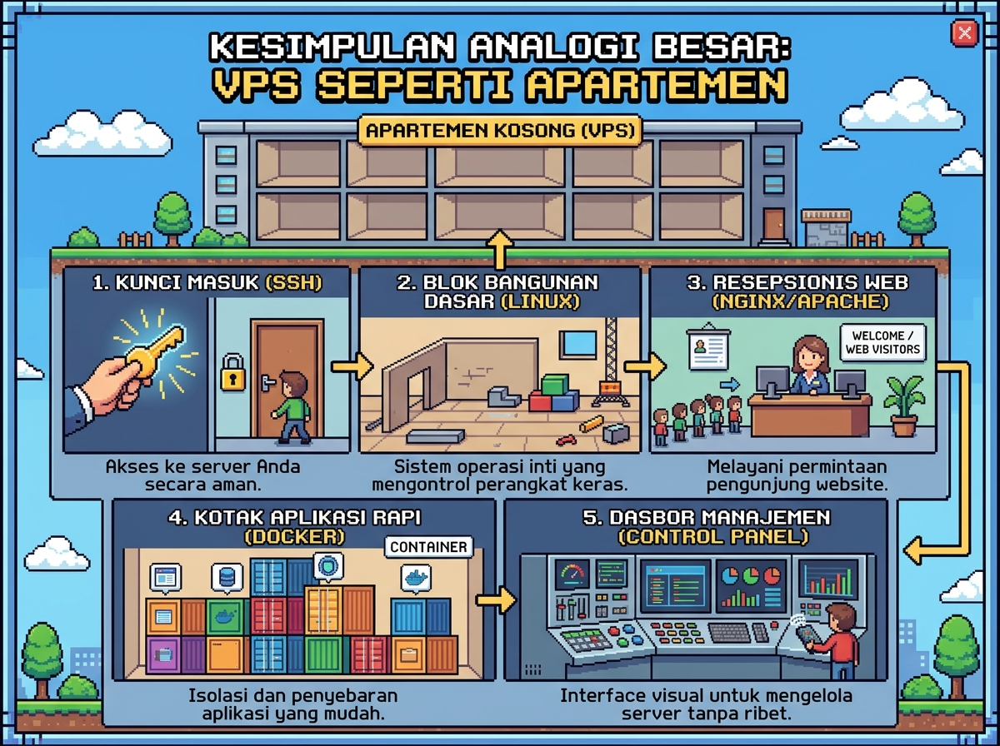 KESIMPULAN ANALOGI BESAR:
VPS SEPERTI APARTEMEN
APARTEMEN KOSONG (VPS)
1. KUNCI MASUK (SSH)
Akses ke server Anda
secara aman.
2. BLOK BANGUNAN
DASAR (LINUX)
Sistem operasi inti yang
mengontrol perangkat keras.
3. RESEPSIONIS WEB
(NGINX/APACHE)
WELCOME /
WEB VISITORS
Melayani permintaan
pengunjung website.
4. KOTAK APLIKASI RAPI
(DOCKER)
CONTAINER
Isolasi dan penyebaran
aplikasi yang mudah.
5. DASBOR MANAJEMEN
(CONTROL PANEL)
Interface visual untuk mengelola
server tanpa ribet.